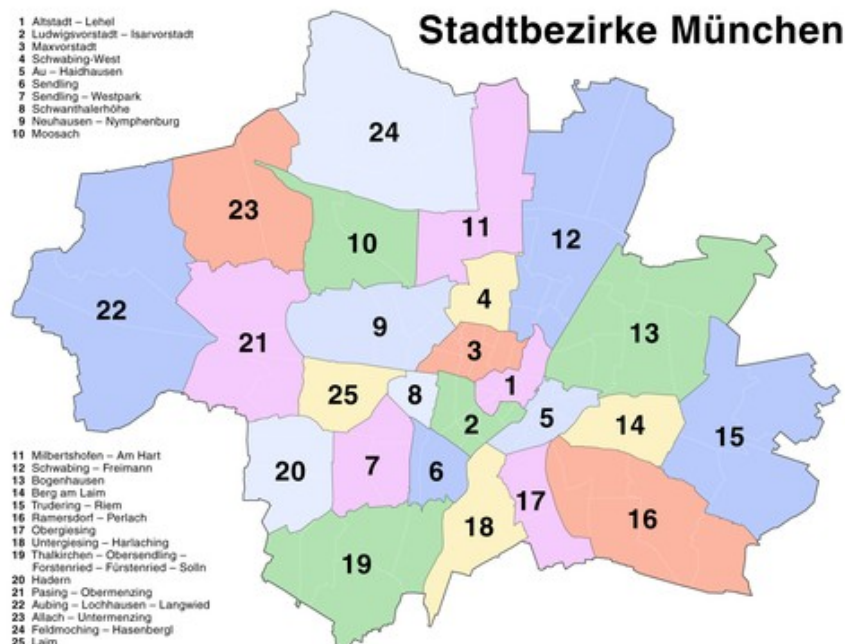 Stadtbezirke München
1 Altstadt – Lehel
2 Ludwigsvorstadt – Isarvorstadt
3 Maxvorstadt
4 Schwabing-West
5 Au – Haidhausen
6 Sendling
7 Sendling – Westpark
8 Schwanthalerhöhe
9 Neuhausen – Nymphenburg
10 Moosach
24
23
11
12
10
22
4
9
13
21
3
1
25
8
5
14
2
15
7
6
20
17
16
18
19
11 Milbertshofen – Am Hart
12 Schwabing – Freimann
13 Bogenhausen
14 Berg am Laim
15 Trudering – Riem
16 Ramersdorf – Perlach
17 Obergiesing
18 Untergiesing – Harlaching
19 Thalkirchen – Obersendling –
Forstenried – Fürstenried – Solln
20 Hadern
21 Pasing – Obermenzing
22 Aubing – Lochhausen – Langwied
23 Allach – Untermenzing
24 Feldmoching – Hasenbergl
25 Laim